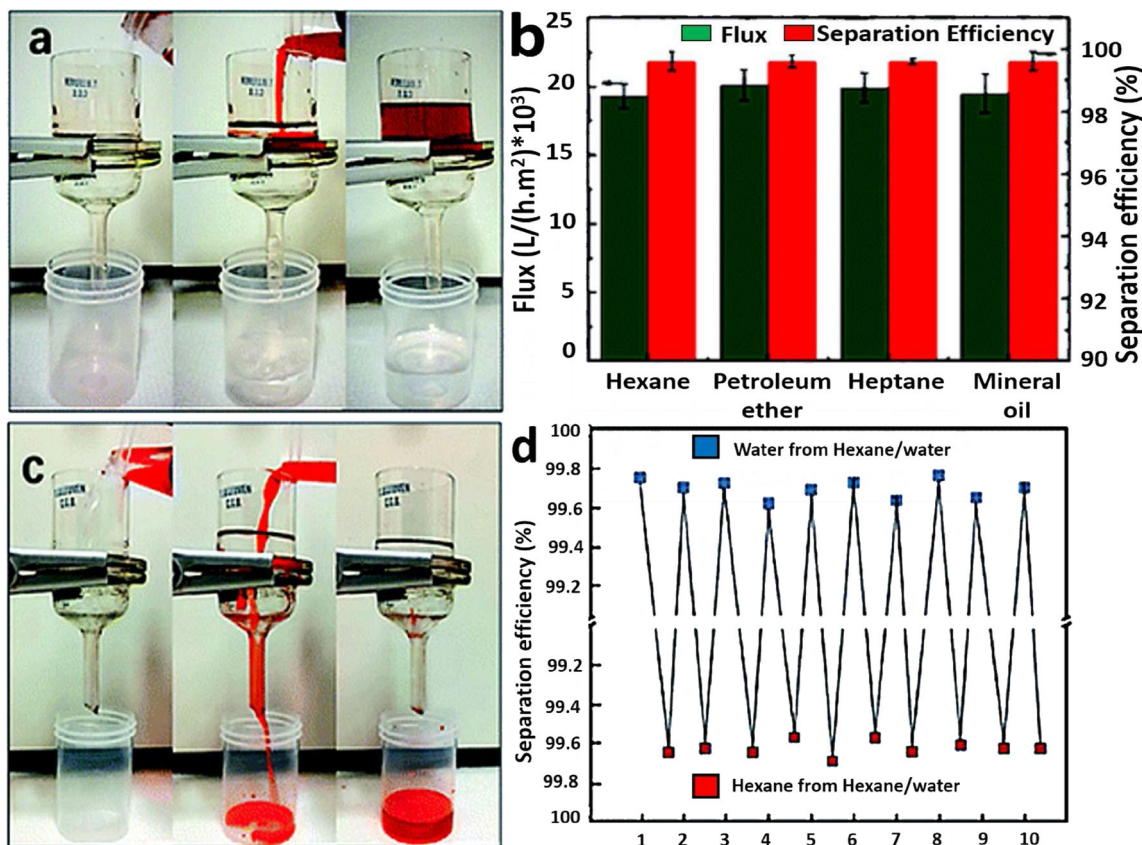 a
b
25
20
15
10
5
0
Flux (L/(h.m²)*10³)
Flux
Separation Efficiency
100
98
96
94
92
90
Separation efficiency (%)
Hexane
Petroleum
ether
Heptane
Mineral
oil
c
d
100
99.8
99.6
99.4
99.2
99.2
99.4
99.6
99.8
100
Separation efficiency (%)
Water from Hexane/water
Hexane from Hexane/water
1 2 3 4 5 6 7 8 9 10